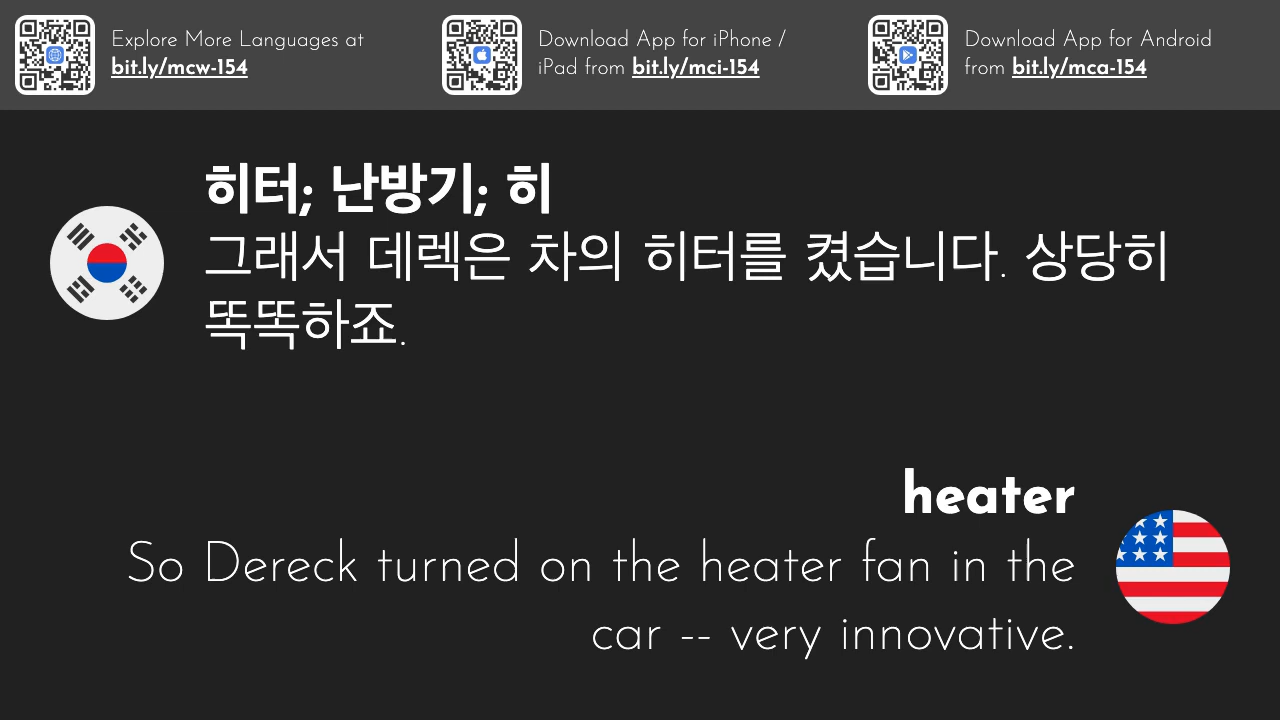 Explore More Languages at
bit.ly/mcw-154
Download App for iPhone /
iPad from bit.ly/mci-154
Download App for Android
from bit.ly/mca-154
히터; 난방기; 히
그래서 데렉은 차의 히터를 켰습니다. 상당히
똑똑하죠.
heater
So Dereck turned on the heater fan in the
car -- very innovative.